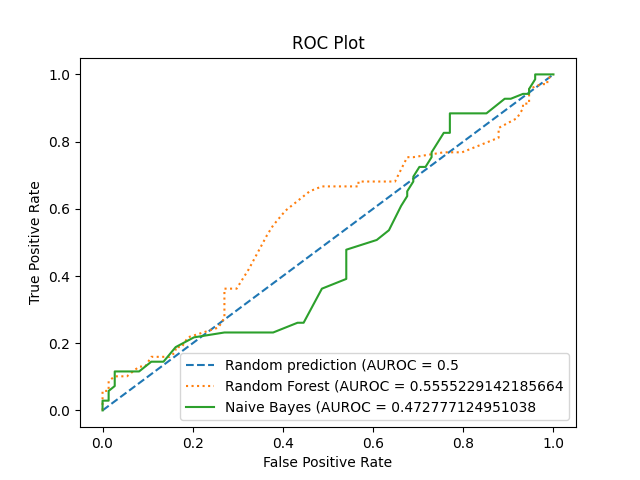 ROC Plot
True Positive Rate
1.0
0.8
0.6
0.4
0.2
0.0
Random prediction (AUROC = 0.5
Random Forest (AUROC = 0.5555229142185664
Naive Bayes (AUROC = 0.472777124951038
0.0 0.2 0.4 0.6 0.8 1.0
False Positive Rate